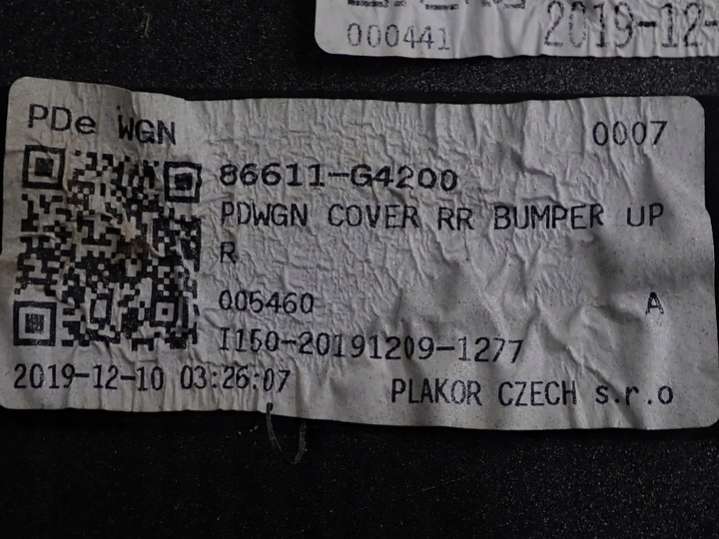 000441
2019-12-
PDe WGN
0007
86611-G4200
PDWGN COVER RR BUMPER UP
R
005460
A
I150-20191209-1277
2019-12-10 03:26:07
PLAKOR CZECH s.r.o